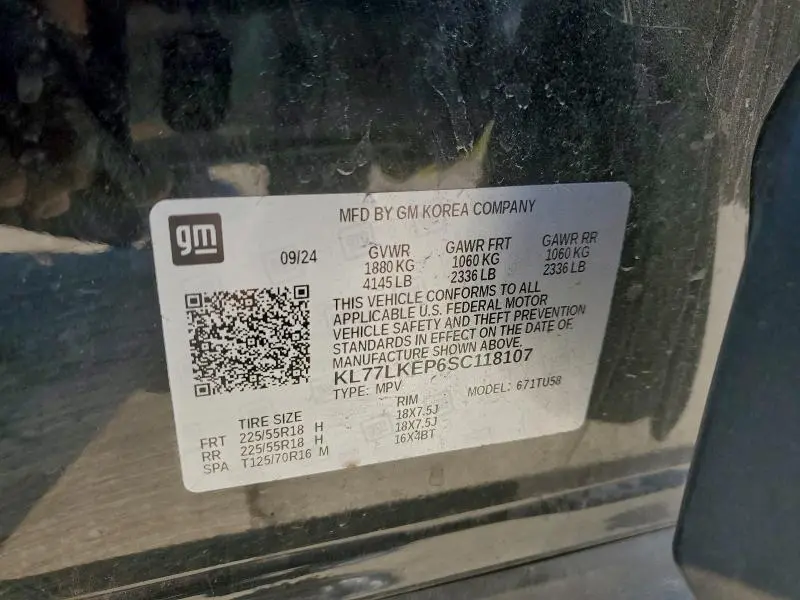 gm
MFD BY GM KOREA COMPANY
09/24
GVWR GAWR FRT GAWR RR
1880 KG 1060 KG 1060 KG
4145 LB 2336 LB 2336 LB
THIS VEHICLE CONFORMS TO ALL
APPLICABLE U.S. FEDERAL MOTOR
VEHICLE SAFETY AND THEFT PREVENTION
STANDARDS IN EFFECT ON THE DATE OF
MANUFACTURE SHOWN ABOVE.
KL77LKEP6SC118107
TYPE: MPV MODEL: 671TU58
TIRE SIZE RIM
FRT 225/55R18 H 18X7.5J
RR 225/55R18 H 18X7.5J
SPA T125/70R16 M 16X4BT